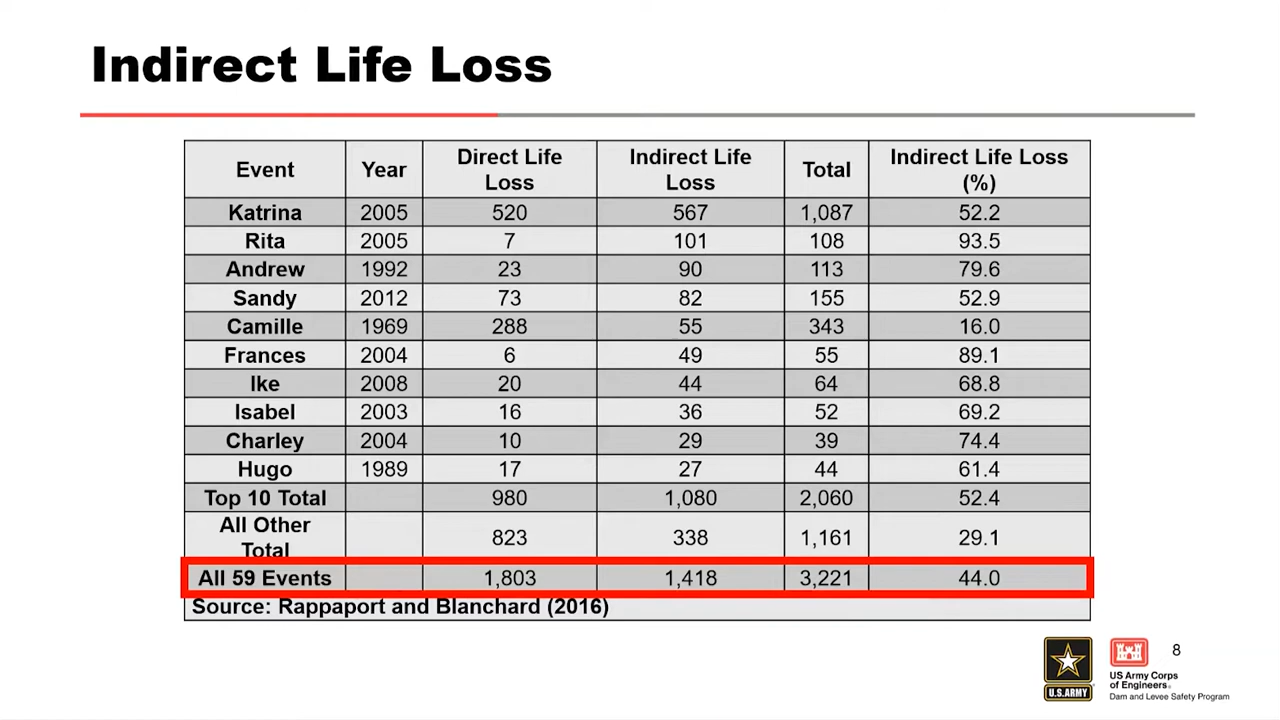 Indirect Life Loss
Event Year Direct Life Loss Indirect Life Loss Total Indirect Life Loss (%)
Katrina 2005 520 567 1,087 52.2
Rita 2005 7 101 108 93.5
Andrew 1992 23 90 113 79.6
Sandy 2012 73 82 155 52.9
Camille 1969 288 55 343 16.0
Frances 2004 6 49 55 89.1
Ike 2008 20 44 64 68.8
Isabel 2003 16 36 52 69.2
Charley 2004 10 29 39 74.4
Hugo 1989 17 27 44 61.4
Top 10 Total 980 1,080 2,060 52.4
All Other Total 823 338 1,161 29.1
All 59 Events 1,803 1,418 3,221 44.0
Source: Rappaport and Blanchard (2016)
8
U.S.ARMY
US Army Corps
of Engineers®
Dam and Levee Safety Program